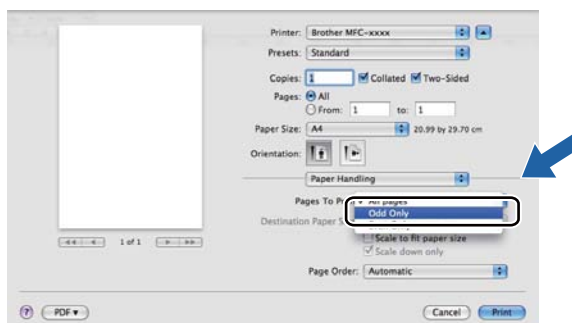 Printer: Brother MFC-xxxx
Presets: Standard
Copies: 1 Collated Two-Sided
Pages: All
From: 1 to: 1
Paper Size: A4 20.99 by 29.70 cm
Orientation:
Paper Handling
Pages To Pr All pages
Odd Only
Destination Paper S
Scale to fit paper size
Scale down only
1 of 1
Page Order: Automatic
? PDF Cancel Print